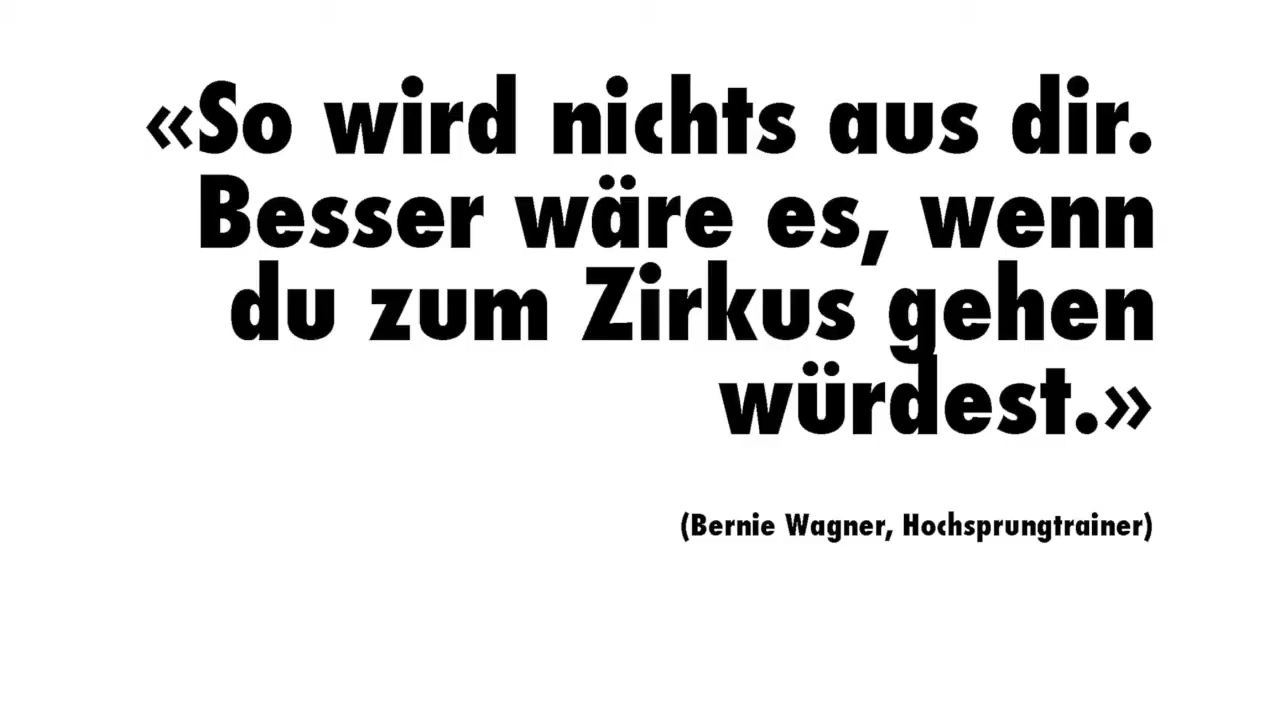 «So wird nichts aus dir.
Besser wäre es, wenn
du zum Zirkus gehen
würdest.»
(Bernie Wagner, Hochsprungtrainer)